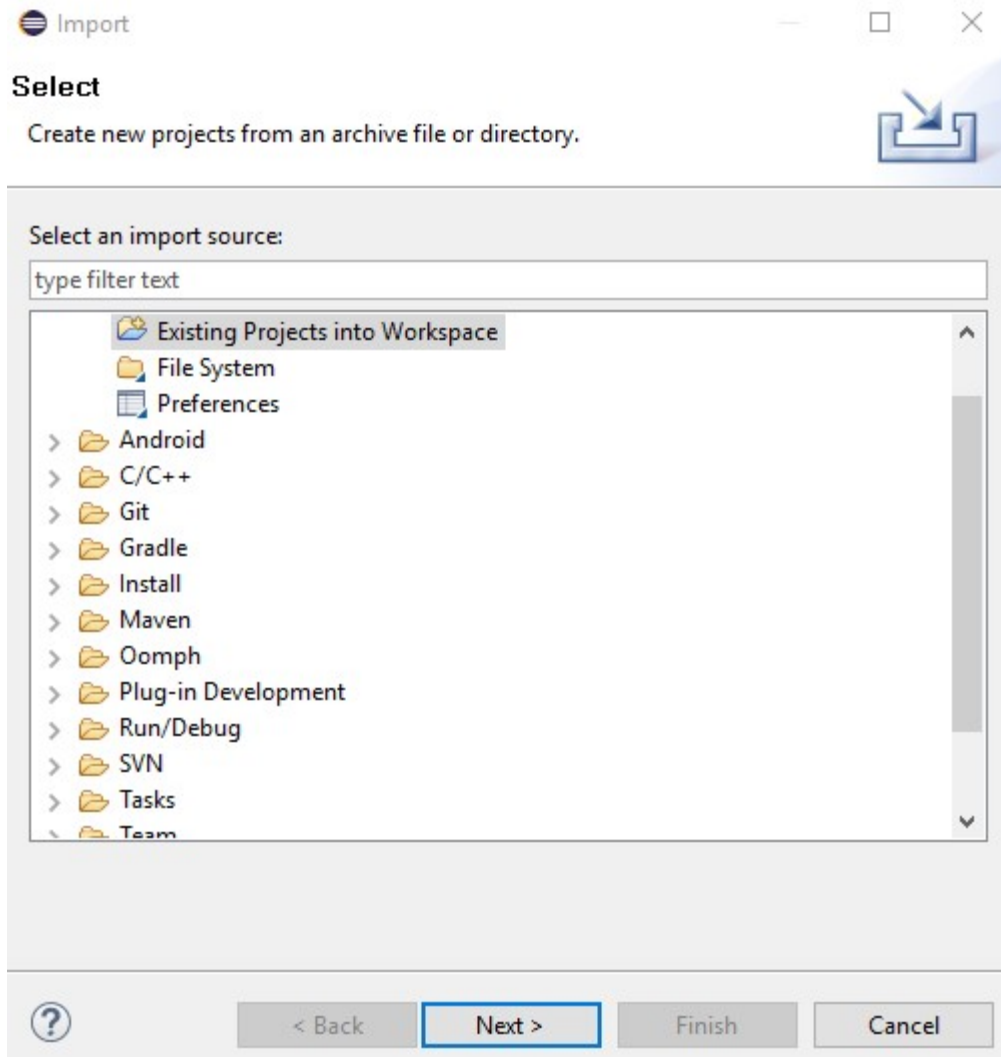 Import
Select
Create new projects from an archive file or directory.
Select an import source:
type filter text
Existing Projects into Workspace
File System
Preferences
Android
C/C++
Git
Gradle
Install
Maven
Oomph
Plug-in Development
Run/Debug
SVN
Tasks
Team
? < Back Next > Finish Cancel